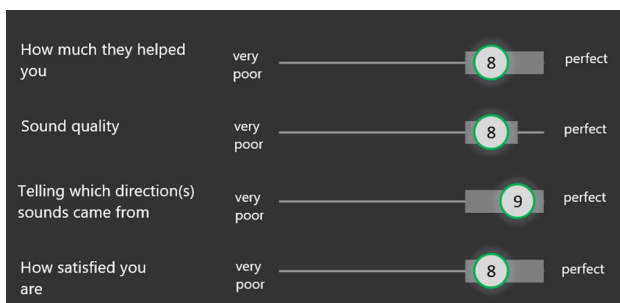 How much they helped
you
very
poor
8
perfect
Sound quality
very
poor
8
perfect
Telling which direction(s)
sounds came from
very
poor
9
perfect
How satisfied you
are
very
poor
8
perfect